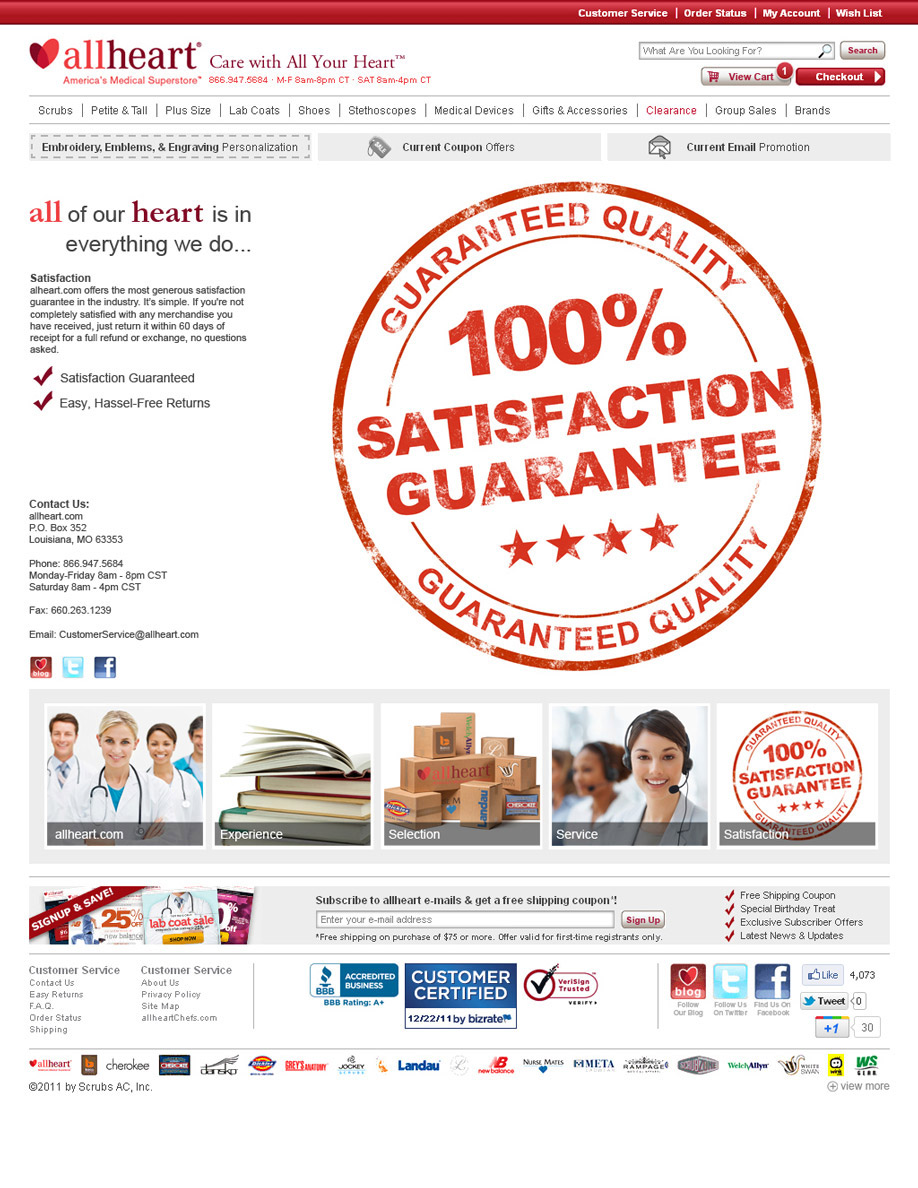 Customer Service | Order Status | My Account | Wish List
allheart® Care with All Your Heart™
America's Medical Superstore™ 866.947.5684 · M-F 8am-8pm CT · SAT 8am-4pm CT
What Are You Looking For? Search
View Cart 1 Checkout
Scrubs | Petite & Tall | Plus Size | Lab Coats | Shoes | Stethoscopes | Medical Devices | Gifts & Accessories | Clearance | Group Sales | Brands
Embroidery, Emblems, & Engraving Personalization
SALE Current Coupon Offers
Current Email Promotion
all of our heart is in
everything we do...
Satisfaction
alheart.com offers the most generous satisfaction
guarantee in the industry. It's simple. If you're not
completely satisfied with any merchandise you
have received, just return it within 60 days of
receipt for a full refund or exchange, no questions
asked.
Satisfaction Guaranteed
Easy, Hassel-Free Returns
GUARANTEED QUALITY
100%
SATISFACTION
GUARANTEE
GUARANTEED QUALITY
Contact Us:
allheart.com
P.O. Box 352
Louisiana, MO 63353
Phone: 866.947.5684
Monday-Friday 8am - 8pm CST
Saturday 8am - 4pm CST
Fax: 660.263.1239
Email: CustomerService@allheart.com
blog
allheart.com
Experience
WelchAllyn
allheart
Dickies
Landau
CHEROKEE
Selection
Service
GUARANTEED QUALITY
100%
SATISFACTION
GUARANTEE
GUARANTEED QUALITY
Satisfaction
SIGNUP & SAVE!
25%
new balance
lab coat sale
SHOP NOW
Subscribe to allheart e-mails & get a free shipping coupon*!
Enter your e-mail address Sign Up
*Free shipping on purchase of $75 or more. Offer valid for first-time registrants only.
Free Shipping Coupon
Special Birthday Treat
Exclusive Subscriber Offers
Latest News & Updates
Customer Service
Contact Us
Easy Returns
F.A.Q.
Order Status
Shipping
Customer Service
About Us
Privacy Policy
Site Map
allheartChefs.com
BBB ACCREDITED
BUSINESS
BBB Rating: A+
CUSTOMER
CERTIFIED
12/22/11 by bizrate
VeriSign
Trusted
VERIFY
blog
Follow
Our Blog
Follow Us
On Twitter
Find Us On
Facebook
Like 4,073
Tweet 0
+1 30
allheart
cherokee
CHEROKEE
dansko
Dickies
GREY'S ANATOMY
JOCKEY
SCRUBS
Landau
new balance
NURSE MATES
META
RAMPAGE
SCRUBZONE
WelchAllyn
WHITE
SWAN
wink
WS
GEAR
©2011 by Scrubs AC, Inc.
view more